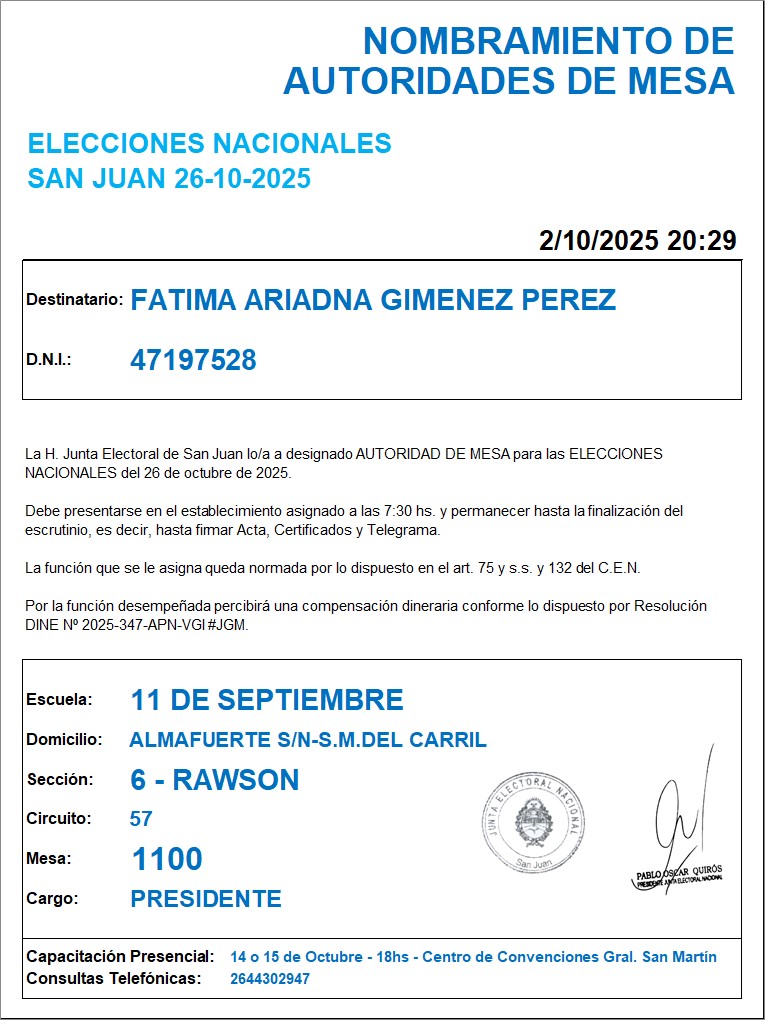 NOMBRAMIENTO DE
AUTORIDADES DE MESA
ELECCIONES NACIONALES
SAN JUAN 26-10-2025
2/10/2025 20:29
Destinatario: FATIMA ARIADNA GIMENEZ PEREZ
D.N.I.: 47197528
La H. Junta Electoral de San Juan lo/a a designado AUTORIDAD DE MESA para las ELECCIONES
NACIONALES del 26 de octubre de 2025.
Debe presentarse en el establecimiento asignado a las 7:30 hs. y permanecer hasta la finalización del
escrutinio, es decir, hasta firmar Acta, Certificados y Telegrama.
La función que se le asigna queda normada por lo dispuesto en el art. 75 y s.s. y 132 del C.E.N.
Por la función desempeñada percibirá una compensación dineraria conforme lo dispuesto por Resolución
DINE Nº 2025-347-APN-VGI#JGM.
Escuela: 11 DE SEPTIEMBRE
Domicilio: ALMAFUERTE S/N-S.M.DEL CARRIL
Sección: 6 - RAWSON
Circuito: 57
Mesa: 1100
Cargo: PRESIDENTE
JUNTA ELECTORAL NACIONAL
San Juan
PABLO OSCAR QUIRÓS
PRESIDENTE JUNTA ELECTORAL NACIONAL
Capacitación Presencial: 14 o 15 de Octubre - 18hs - Centro de Convenciones Gral. San Martín
Consultas Telefónicas: 2644302947